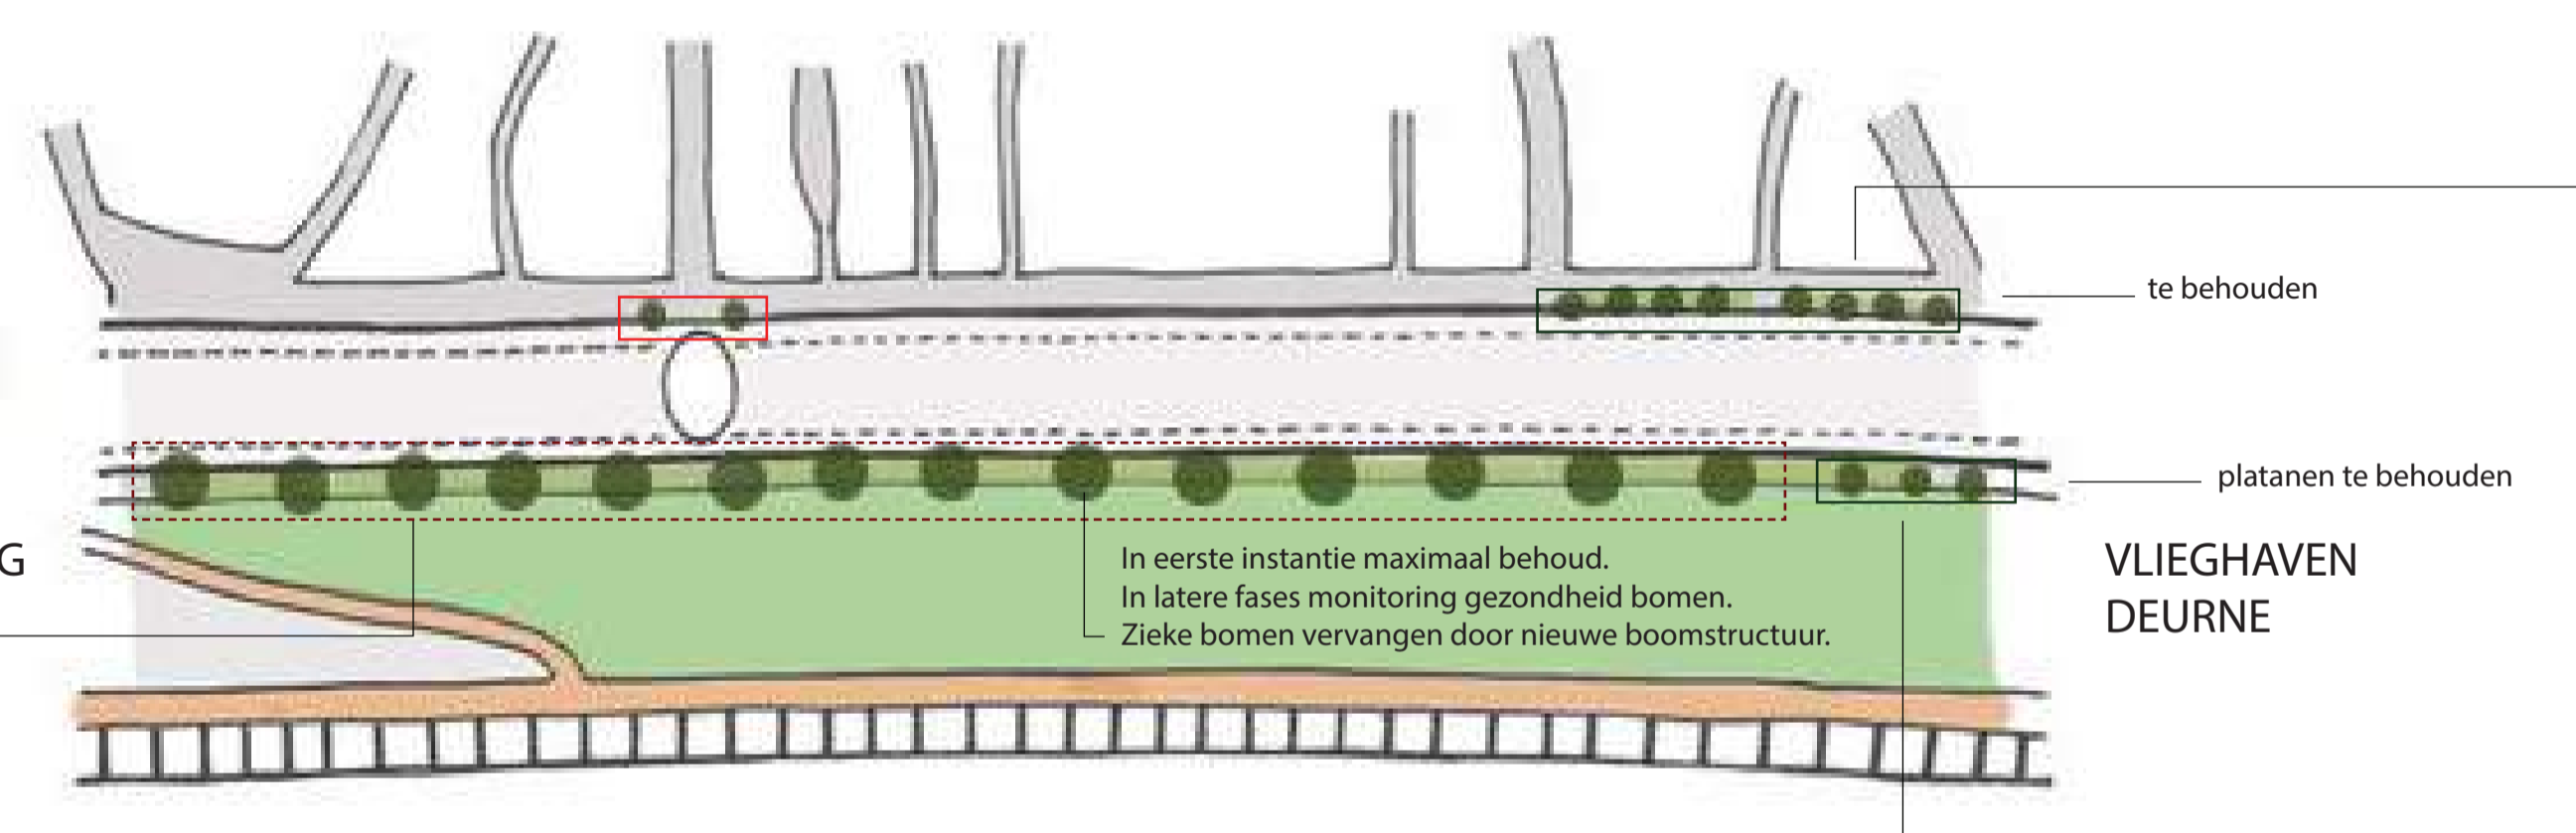 te behouden
platanen te behouden
G
In eerste instantie maximaal behoud.
In latere fases monitoring gezondheid bomen.
Zieke bomen vervangen door nieuwe boomstructuur.
VLIEGHAVEN
DEURNE